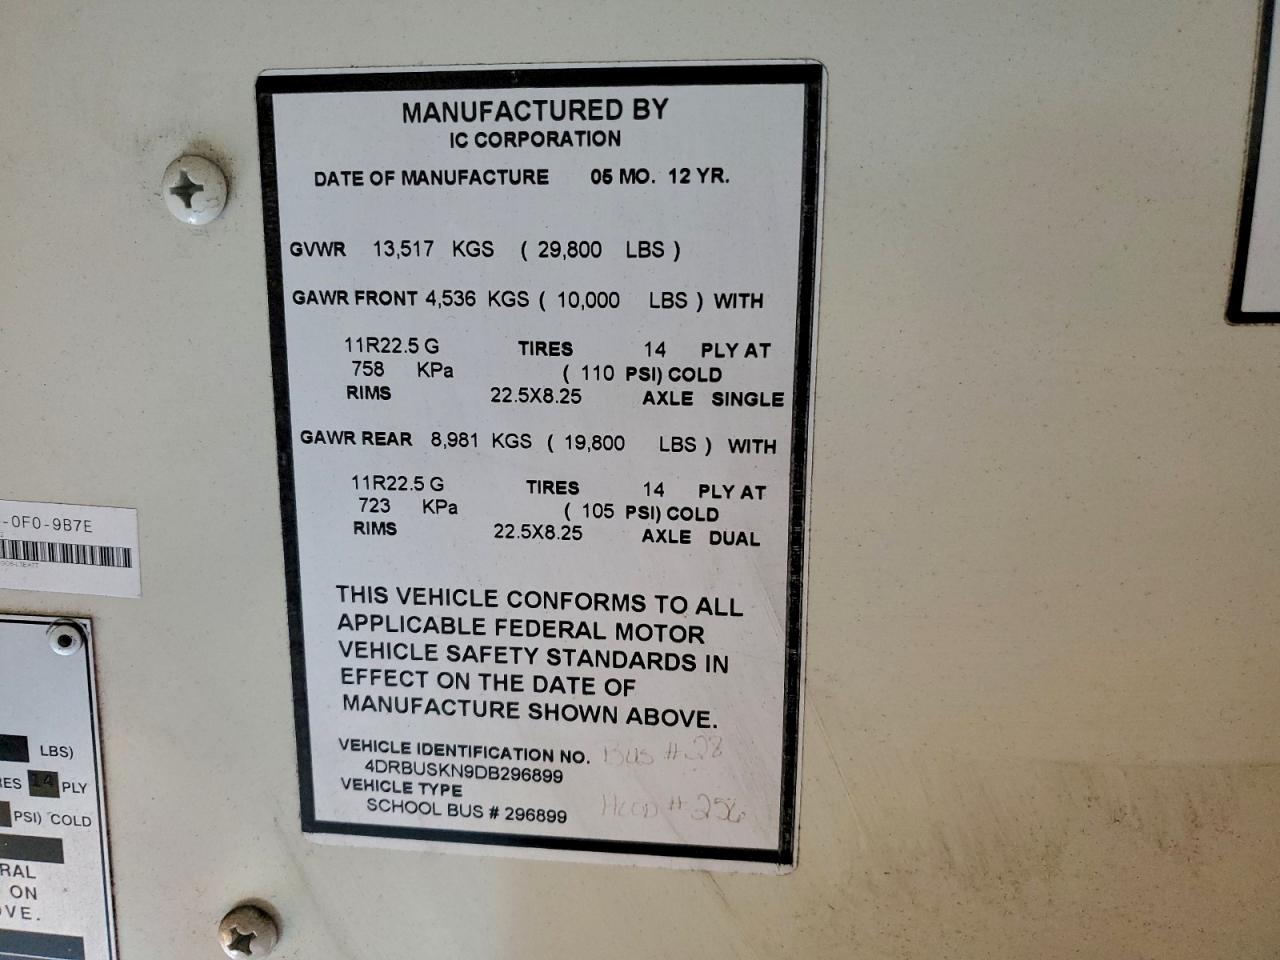 MANUFACTURED BY
IC CORPORATION
DATE OF MANUFACTURE 05 MO. 12 YR.
GVWR 13,517 KGS ( 29,800 LBS )
GAWR FRONT 4,536 KGS ( 10,000 LBS ) WITH
11R22.5 G TIRES 14 PLY AT
758 KPa ( 110 PSI) COLD
RIMS 22.5X8.25 AXLE SINGLE
GAWR REAR 8,981 KGS ( 19,800 LBS ) WITH
11R22.5 G TIRES 14 PLY AT
723 KPa ( 105 PSI) COLD
RIMS 22.5X8.25 AXLE DUAL
THIS VEHICLE CONFORMS TO ALL
APPLICABLE FEDERAL MOTOR
VEHICLE SAFETY STANDARDS IN
EFFECT ON THE DATE OF
MANUFACTURE SHOWN ABOVE.
VEHICLE IDENTIFICATION NO. Bus #28
4DRBUSKN9DB296899
VEHICLE TYPE
SCHOOL BUS # 296899 #256
-0F0-9B7E
LBS)
RES 14 PLY
PSI) COLD
RAL
ON
OVE.